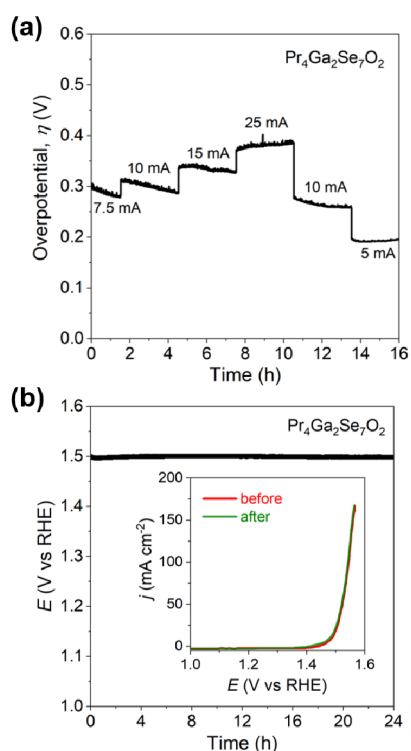 (a)
Pr4Ga2Se7O2
Overpotential, η (V)
0.6
0.5
0.4
0.3
0.2
0.1
0.0
7.5 mA
10 mA
15 mA
25 mA
10 mA
5 mA
0 2 4 6 8 10 12 14 16
Time (h)
(b)
Pr4Ga2Se7O2
E (V vs RHE)
1.6
1.5
1.4
1.3
1.2
1.1
1.0
j (mA cm-2)
200
150
100
50
0
before
after
1.0 1.2 1.4 1.6
E (V vs RHE)
0 4 8 12 16 20 24
Time (h)